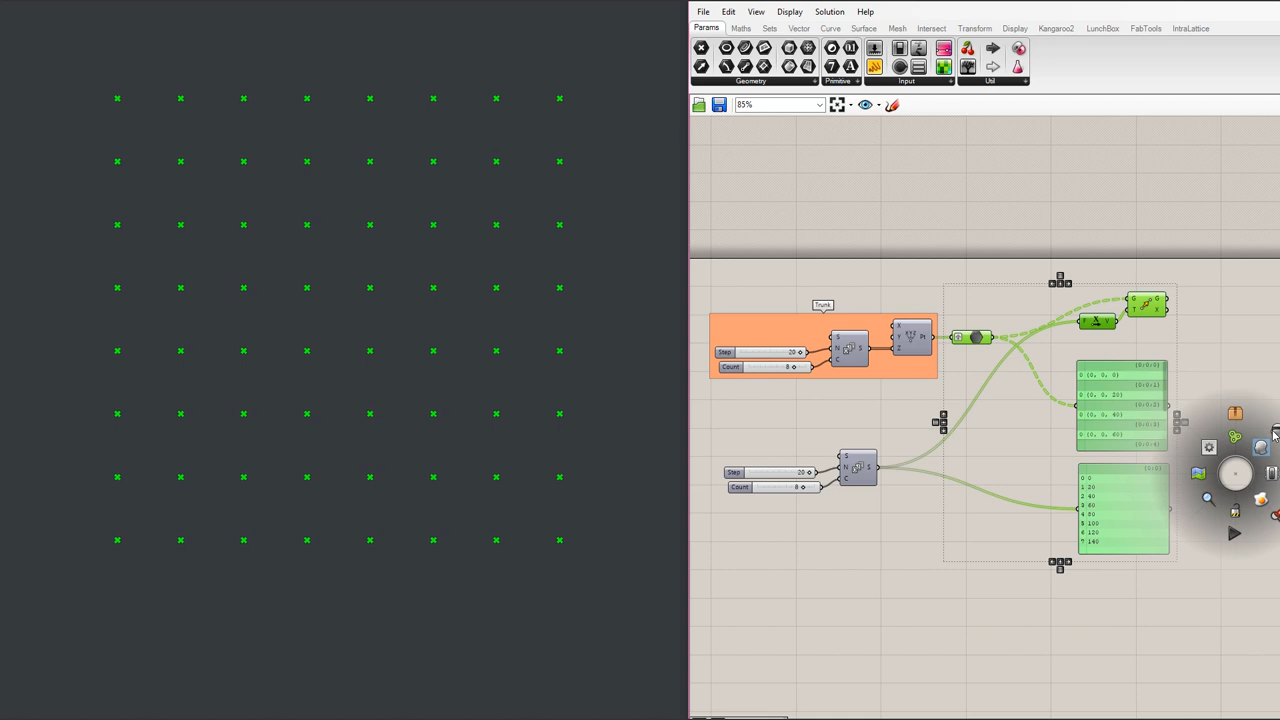 File Edit View Display Solution Help
Params Maths Sets Vector Curve Surface Mesh Intersect Transform Display Kangaroo2 LunchBox FabTools IntraLattice
Geometry Primitive Input Util
85%
Trunk
Step 20
Count 8
S
N
C
S
X
Y
Z
XYZ
Pt
G
T
G
X
F
V
{0;0;0}
0 {0, 0, 0}
{0;0;1}
0 {0, 0, 20}
{0;0;2}
0 {0, 0, 40}
{0;0;3}
0 {0, 0, 60}
{0;0;4}
Step 20
Count 8
S
N
C
S
{0;0}
0 0
1 20
2 40
3 60
4 80
5 100
6 120
7 140